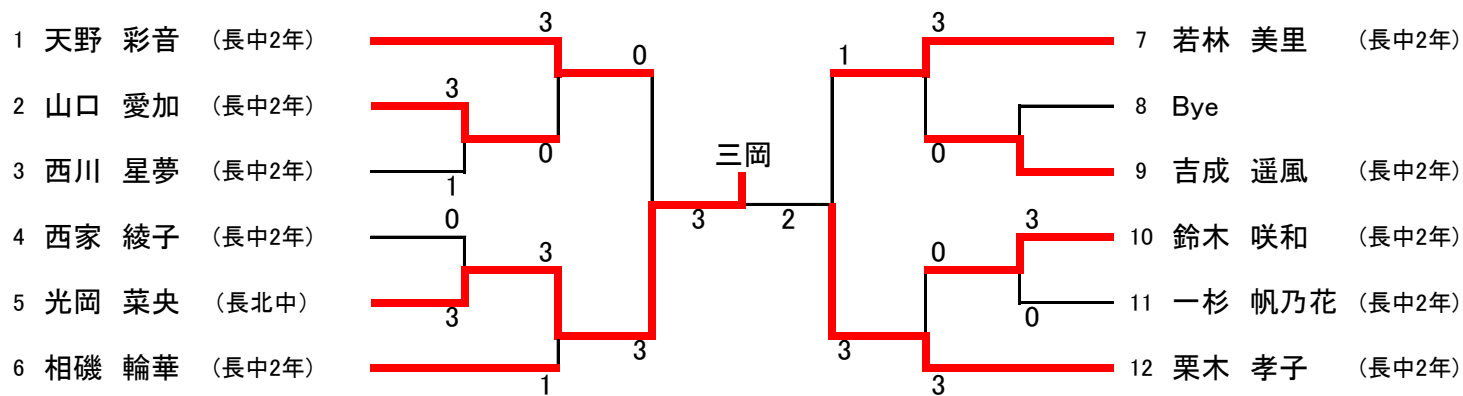 3
3
1 天野 彩音 (長中2年)
0
1
7 若林 美里 (長中2年)
3
2 山口 愛加 (長中2年)
8 Bye
0
0
三岡
3 西川 星夢 (長中2年)
1
9 吉成 遥風 (長中2年)
0
3
2
3
4 西家 綾子 (長中2年)
10 鈴木 咲和 (長中2年)
3
0
5 光岡 菜央 (長北中)
3
11 一杉 帆乃花 (長中2年)
0
3
3
6 相磯 輪華 (長中2年)
1
3
12 栗木 孝子 (長中2年)